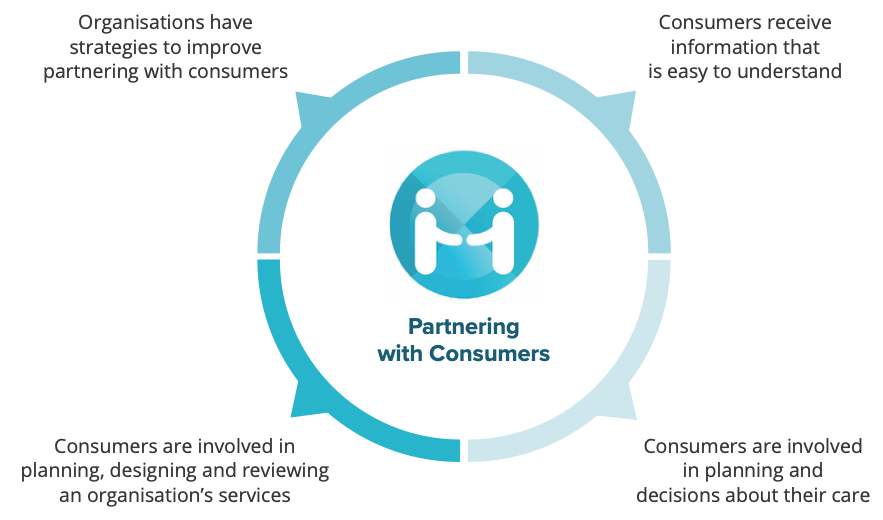 Organisations have
strategies to improve
partnering with consumers
Consumers receive
information that
is easy to understand
Partnering
with Consumers
Consumers are involved in
planning, designing and reviewing
an organisation’s services
Consumers are involved
in planning and
decisions about their care